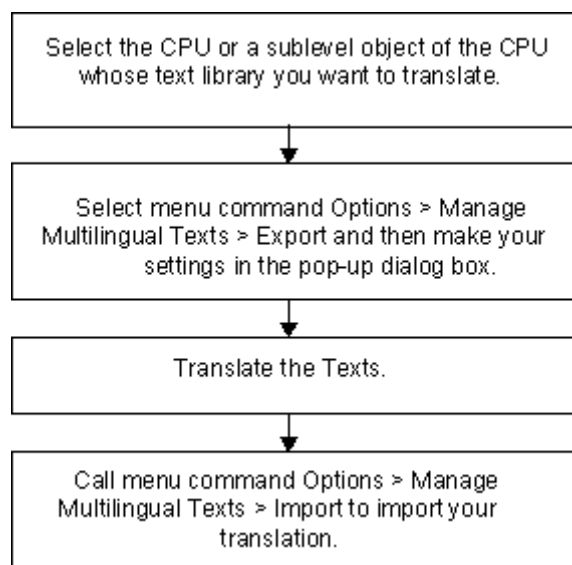 Select the CPU or a sublevel object of the CPU
whose text library you want to translate.
Select menu command Options > Manage
Multilingual Texts > Export and then make your
settings in the pop-up dialog box.
Translate the Texts.
Call menu command Options > Manage
Multilingual Texts > Import to import your
translation.